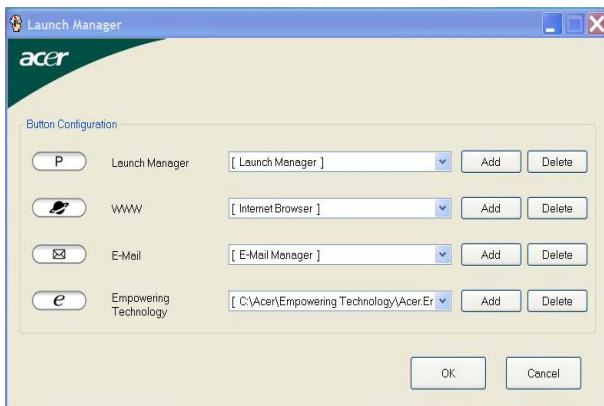 Launch Manager
acer
Button Configuration
P Launch Manager [ Launch Manager ] Add Delete
WWW [ Internet Browser ] Add Delete
E-Mail [ E-Mail Manager ] Add Delete
e Empowering Technology [ C:\Acer\Empowering Technology\Acer.Er Add Delete
OK Cancel